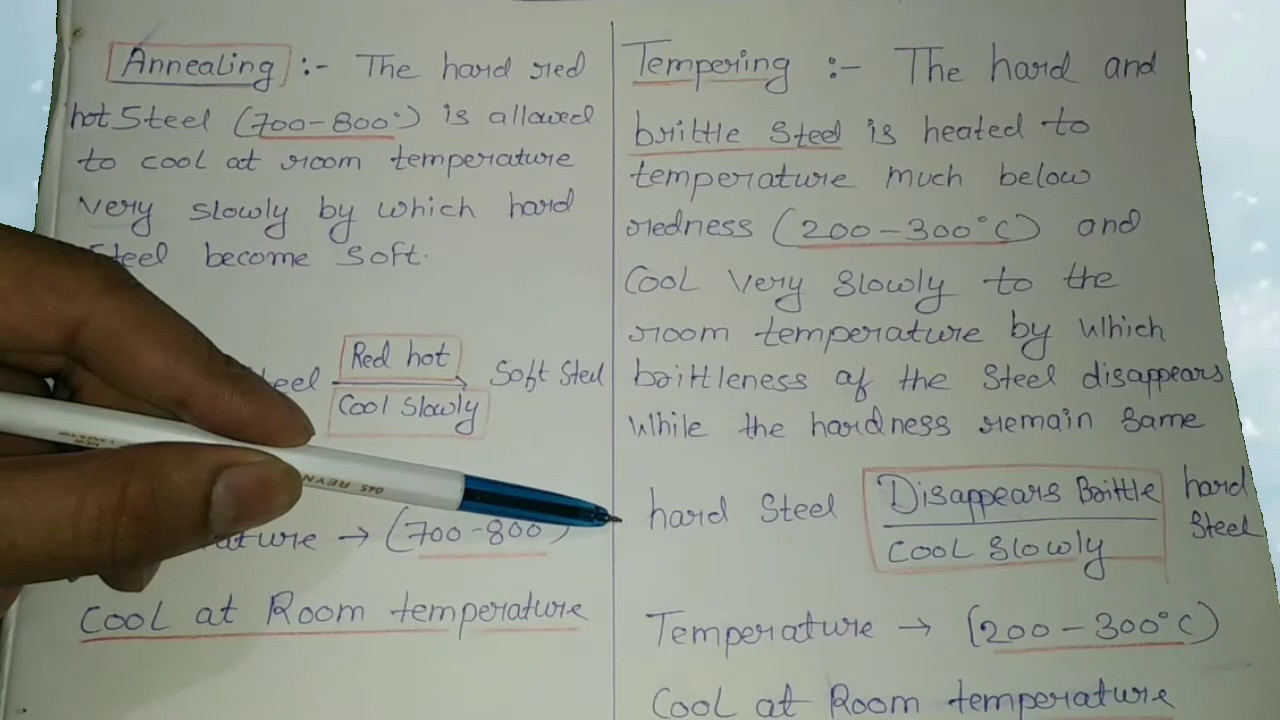 Annealing :- The hard red
hot Steel (700-800°) is allowed
to cool at room temperature
very slowly by which hard
Steel become soft.
Steel Red hot Soft Steel
Cool Slowly
→ (700-800)
Cool at Room temperature
Tempering :- The hard and
brittle Steel is heated to
temperature much below
redness (200-300°C) and
Cool very slowly to the
room temperature by which
brittleness of the Steel disappears
while the hardness remain same
hard Steel Disappears Brittle hard
Cool Slowly Steel
Temperature → (200-300°C)
Cool at Room temperature
045 REYN